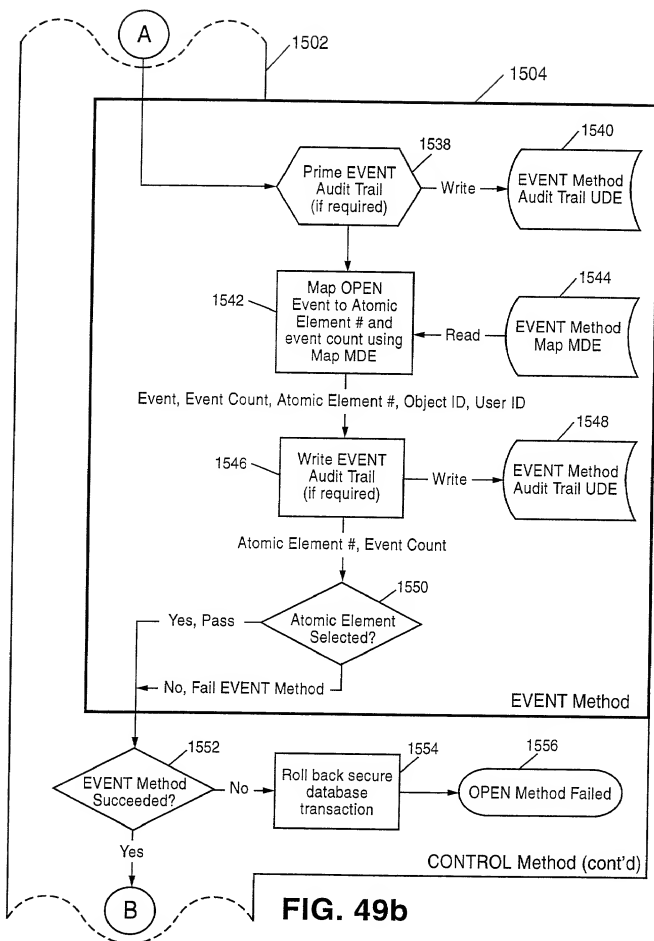 A
1502
1504
1538
1540
Prime EVENT
Audit Trail
(if required)
Write
EVENT Method
Audit Trail UDE
1542
Map OPEN
Event to Atomic
Element # and
event count using
Map MDE
1544
Read
EVENT Method
Map MDE
Event, Event Count, Atomic Element #, Object ID, User ID
1546
Write EVENT
Audit Trail
(if required)
Write
1548
EVENT Method
Audit Trail UDE
Atomic Element #, Event Count
1550
Atomic Element
Selected?
Yes, Pass
No, Fail EVENT Method
EVENT Method
1552
EVENT Method
Succeeded?
No
1554
Roll back secure
database
transaction
1556
OPEN Method Failed
Yes
CONTROL Method (cont'd)
B
FIG. 49b